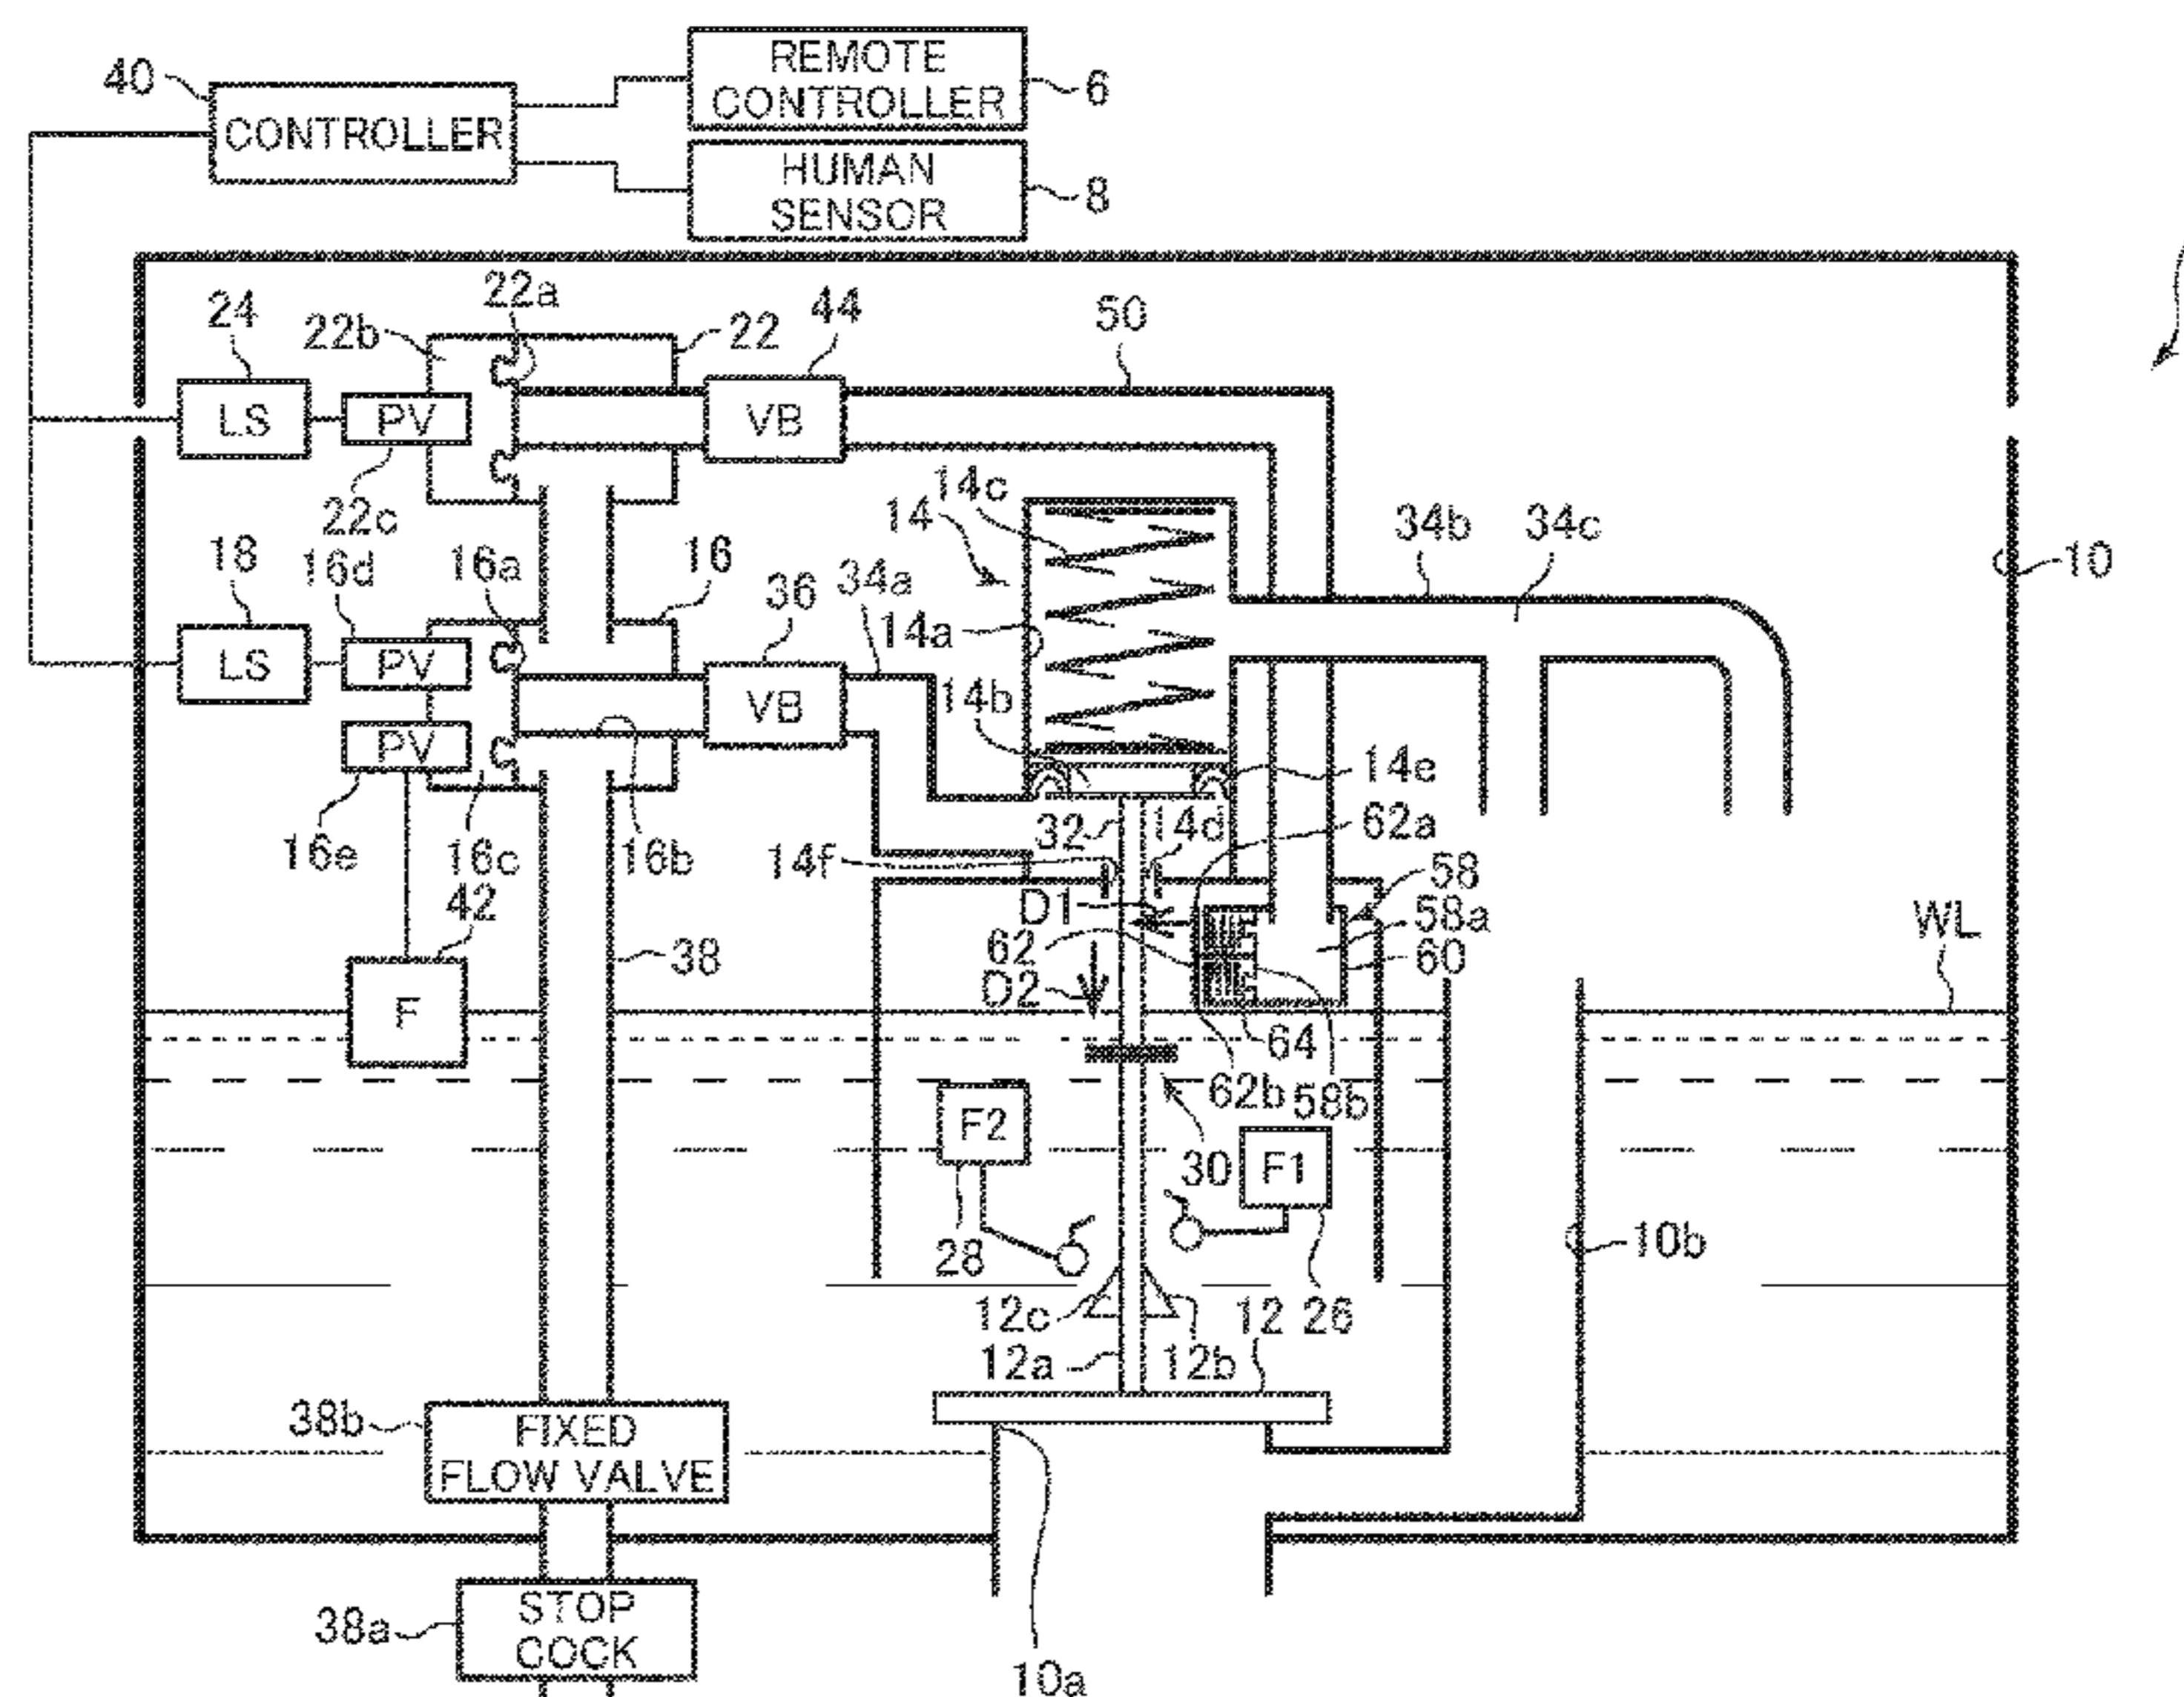 REMOTE
CONTROLLER
6
40
CONTROLLER
HUMAN
SENSOR
8
24
22b
22a
22
44
50
LS
PV
VB
22c
14
14c
34b
34c
10
18
16d
16a
16
36
34a
14a
LS
PV
VB
14b
PV
14e
16e
16c
16b
32
14d
62a
14f
42
58
D1
58a
WL
62
60
38
D2
F
64
62b
58b
F2
30
F1
28
10b
12c
12
26
12a
12b
38b
FIXED
FLOW VALVE
38a
STOP
COCK
10a